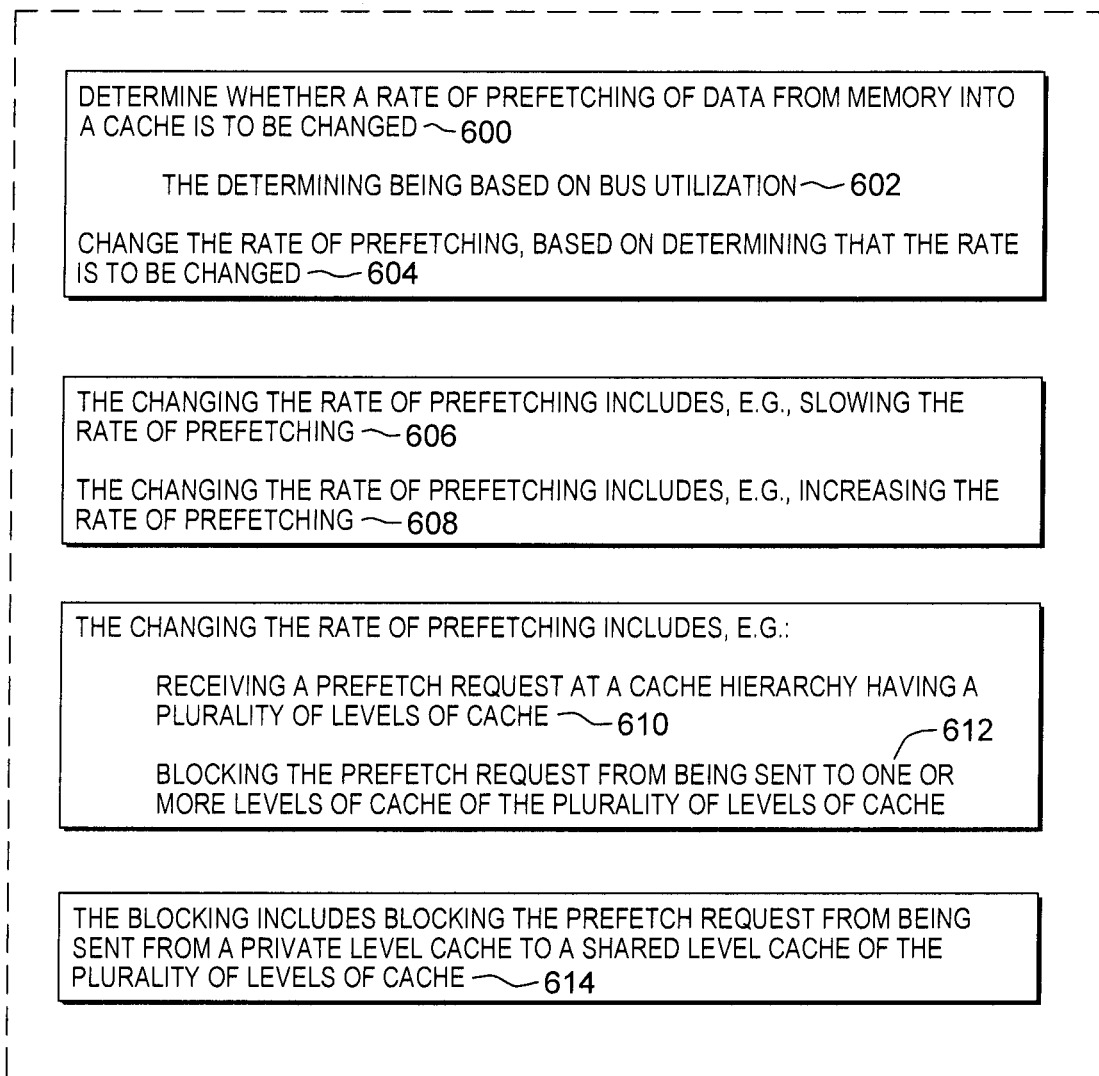 DETERMINE WHETHER A RATE OF PREFETCHING OF DATA FROM MEMORY INTO
A CACHE IS TO BE CHANGED 600
THE DETERMINING BEING BASED ON BUS UTILIZATION 602
CHANGE THE RATE OF PREFETCHING, BASED ON DETERMINING THAT THE RATE
IS TO BE CHANGED 604
THE CHANGING THE RATE OF PREFETCHING INCLUDES, E.G., SLOWING THE
RATE OF PREFETCHING 606
THE CHANGING THE RATE OF PREFETCHING INCLUDES, E.G., INCREASING THE
RATE OF PREFETCHING 608
THE CHANGING THE RATE OF PREFETCHING INCLUDES, E.G.:
RECEIVING A PREFETCH REQUEST AT A CACHE HIERARCHY HAVING A
PLURALITY OF LEVELS OF CACHE 610
612
BLOCKING THE PREFETCH REQUEST FROM BEING SENT TO ONE OR
MORE LEVELS OF CACHE OF THE PLURALITY OF LEVELS OF CACHE
THE BLOCKING INCLUDES BLOCKING THE PREFETCH REQUEST FROM BEING
SENT FROM A PRIVATE LEVEL CACHE TO A SHARED LEVEL CACHE OF THE
PLURALITY OF LEVELS OF CACHE 614